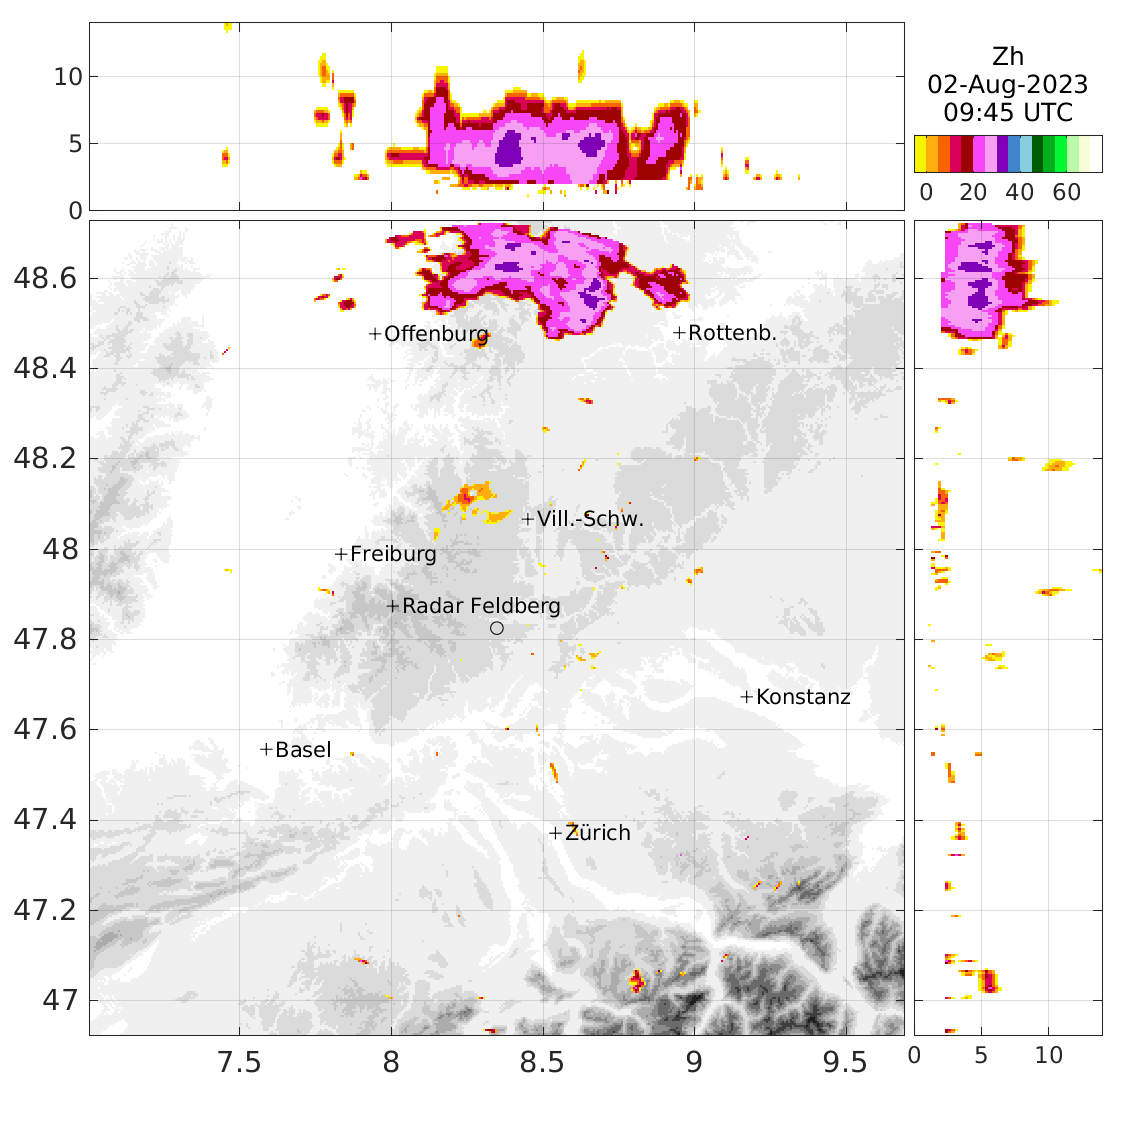 Zh
02-Aug-2023
09:45 UTC
0 20 40 60
10
5
0
48.6
48.4
48.2
48
47.8
47.6
47.4
47.2
47
Offenburg
Rottenb.
Vill.-Schw.
Freiburg
Radar Feldberg
Konstanz
Basel
Zürich
7.5 8 8.5 9 9.5
0 5 10